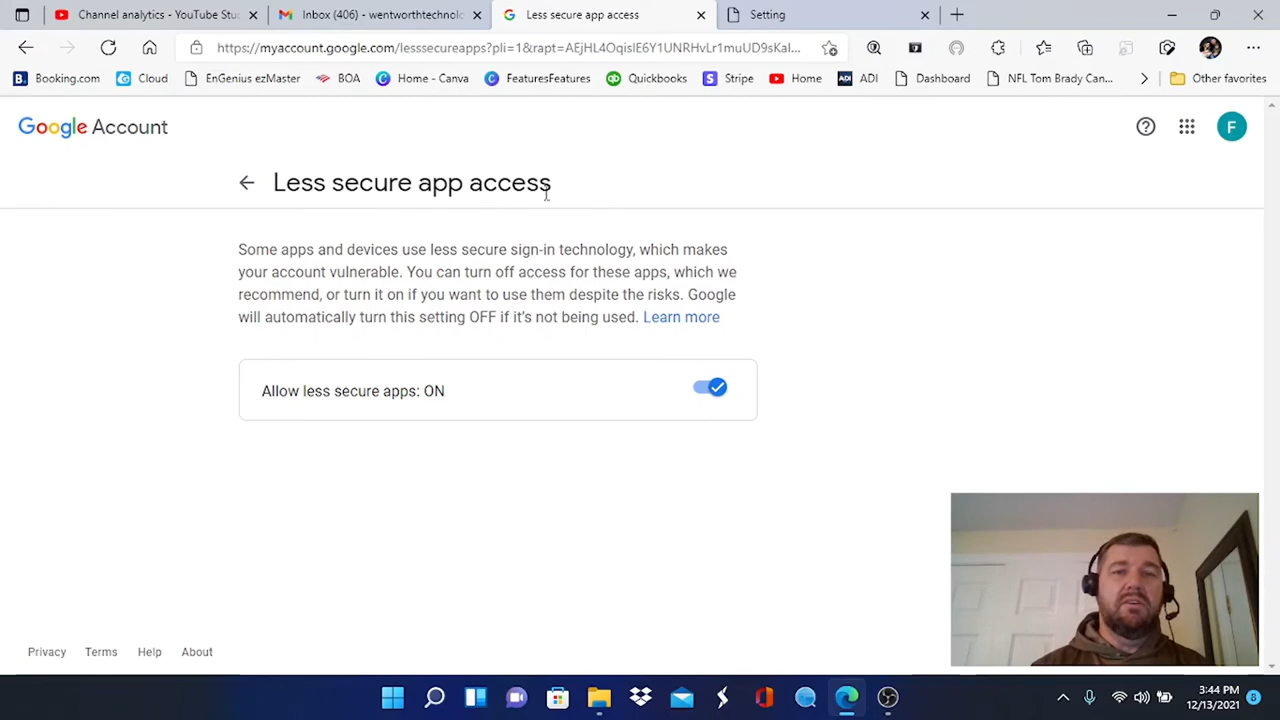 Channel analytics - YouTube Stu
Inbox (406) - wentworthtechnolo
Less secure app access
Setting
https://myaccount.google.com/lesssecureapps?pli=1&rapt=AEjHL4OqisIE6Y1UNRHvLr1muUD9sKaI...
Booking.com
Cloud
EnGenius ezMaster
BOA
Home - Canva
FeaturesFeatures
Quickbooks
Stripe
Home
ADI
Dashboard
NFL Tom Brady Can...
Other favorites
Google Account
F
Less secure app access
Some apps and devices use less secure sign-in technology, which makes
your account vulnerable. You can turn off access for these apps, which we
recommend, or turn it on if you want to use them despite the risks. Google
will automatically turn this setting OFF if it's not being used. Learn more
Allow less secure apps: ON
Privacy
Terms
Help
About
3:44 PM
12/13/2021
8